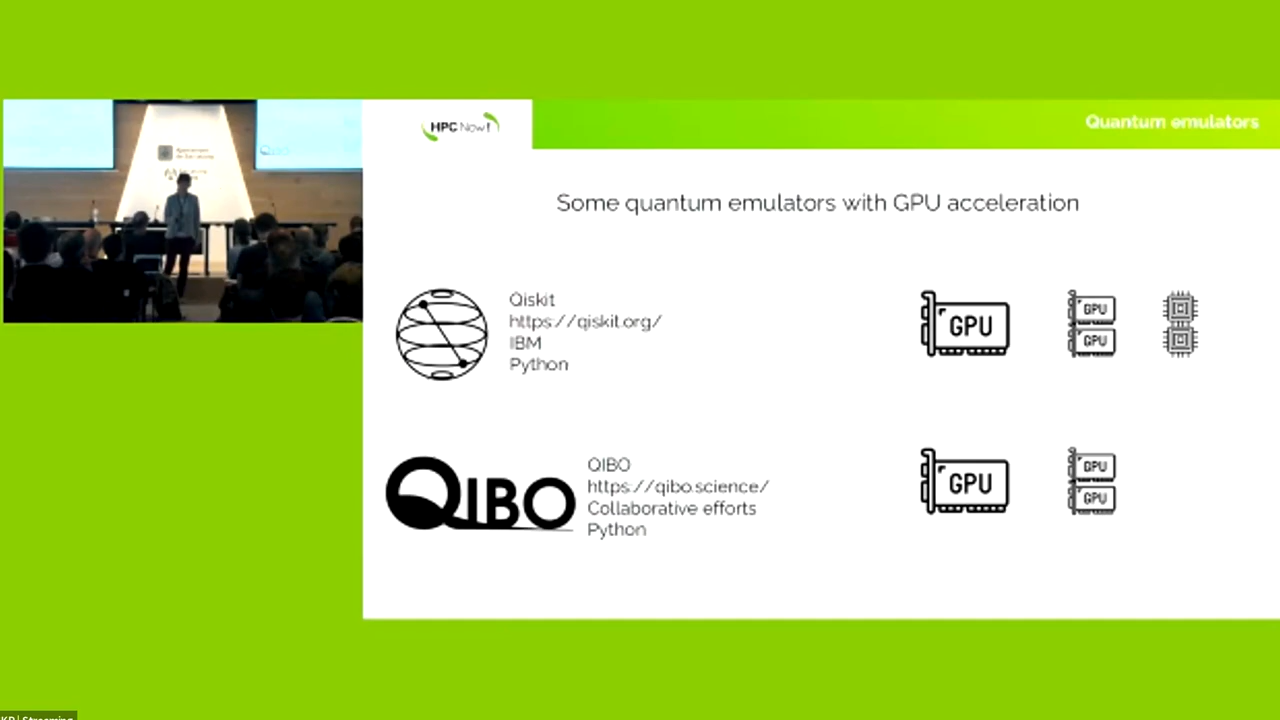 HPC Now!
Quantum emulators
Some quantum emulators with GPU acceleration
Qiskit
https://qiskit.org/
IBM
Python
GPU
GPU
GPU
QIBO
QIBO
https://qibo.science/
Collaborative efforts
Python
GPU
GPU
GPU